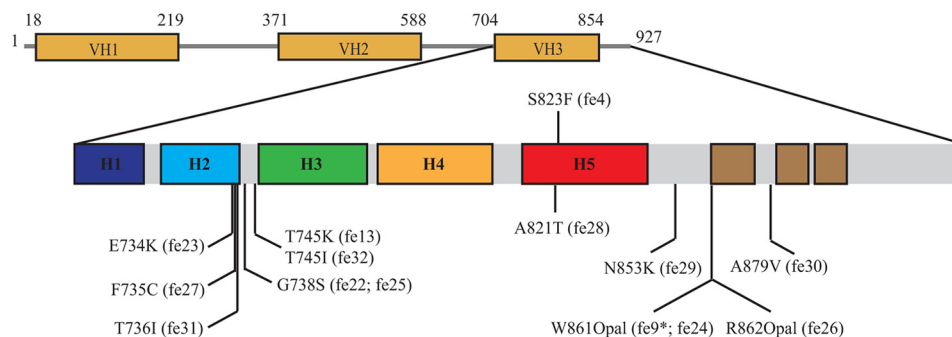 18 219 371 588 704 854
1 VH1 VH2 VH3 927
S823F (fe4)
H1 H2 H3 H4 H5
E734K (fe23) T745K (fe13) A821T (fe28)
T745I (fe32)
N853K (fe29) A879V (fe30)
F735C (fe27) G738S (fe22; fe25)
T736I (fe31) W861Opal (fe9*; fe24) R862Opal (fe26)